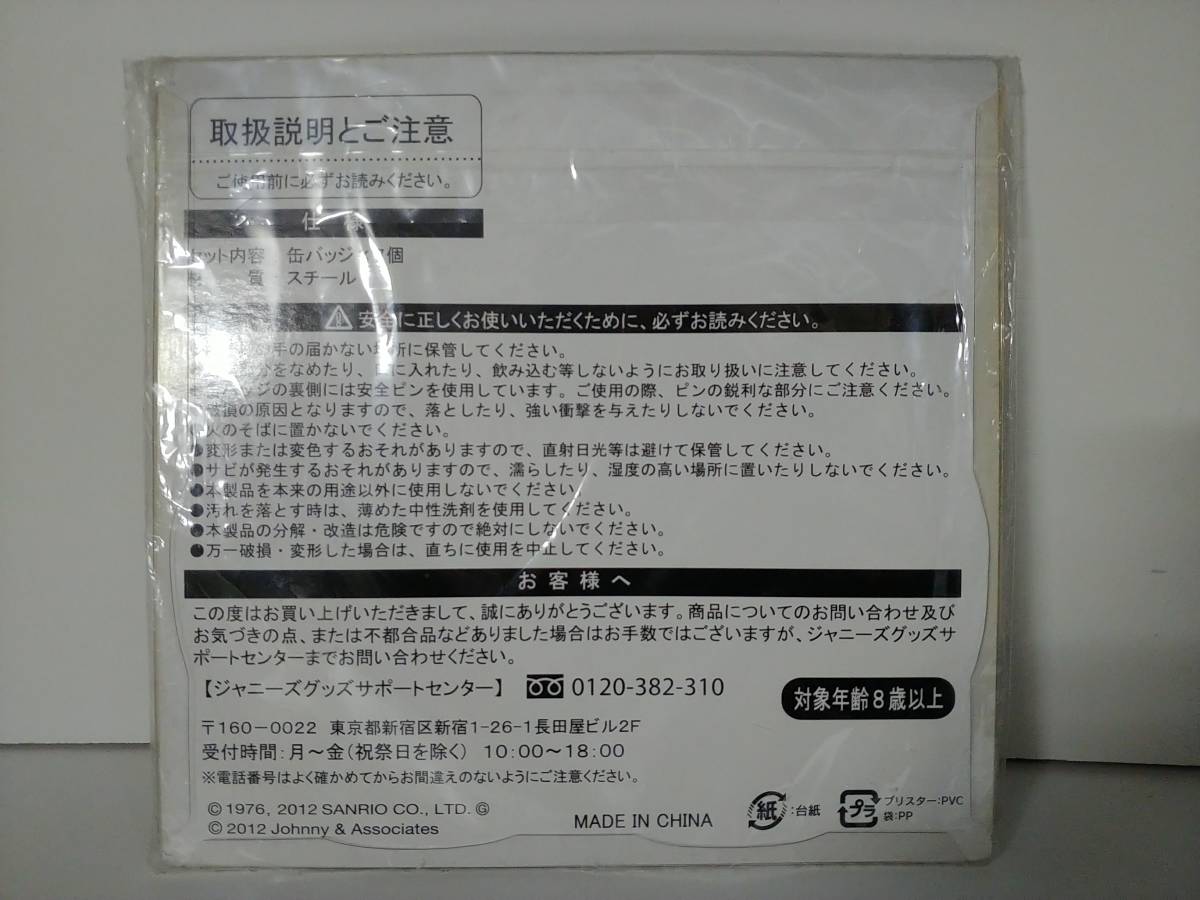 取扱説明とご注意
ご使用前に必ずお読みください。
仕 様
セット内容 缶バッジ 個
質 スチール
安全に正しくお使いいただくために、必ずお読みください。
手の届かない場所に保管してください。
をなめたり、口に入れたり、飲み込む等しないようにお取り扱いに注意してください。
ッジの裏側には安全ピンを使用しています。ご使用の際、ピンの鋭利な部分にご注意ください。
破損の原因となりますので、落としたり、強い衝撃を与えたりしないでください。
●火のそばに置かないでください。
●変形または変色するおそれがありますので、直射日光等は避けて保管してください。
●サビが発生するおそれがありますので、濡らしたり、湿度の高い場所に置いたりしないでください。
●本製品を本来の用途以外に使用しないでください。
●汚れを落とす時は、薄めた中性洗剤を使用してください。
●本製品の分解・改造は危険ですので絶対にしないでください。
●万一破損・変形した場合は、直ちに使用を中止してください。
お客様へ
この度はお買い上げいただきまして、誠にありがとうございます。商品についてのお問い合わせ及び
お気づきの点、または不都合品などありました場合はお手数ではございますが、ジャニーズグッズサ
ポートセンターまでお問い合わせください。
【ジャニーズグッズサポートセンター】 0120-382-310
対象年齢8歳以上
〒160-0022 東京都新宿区新宿1-26-1長田屋ビル2F
受付時間:月~金(祝祭日を除く) 10:00~18:00
※電話番号はよく確かめてからお間違えのないようにご注意ください。
© 1976, 2012 SANRIO CO., LTD. Ⓖ
© 2012 Johnny & Associates
MADE IN CHINA
紙 :台紙
プラ ブリスター:PVC
袋:PP